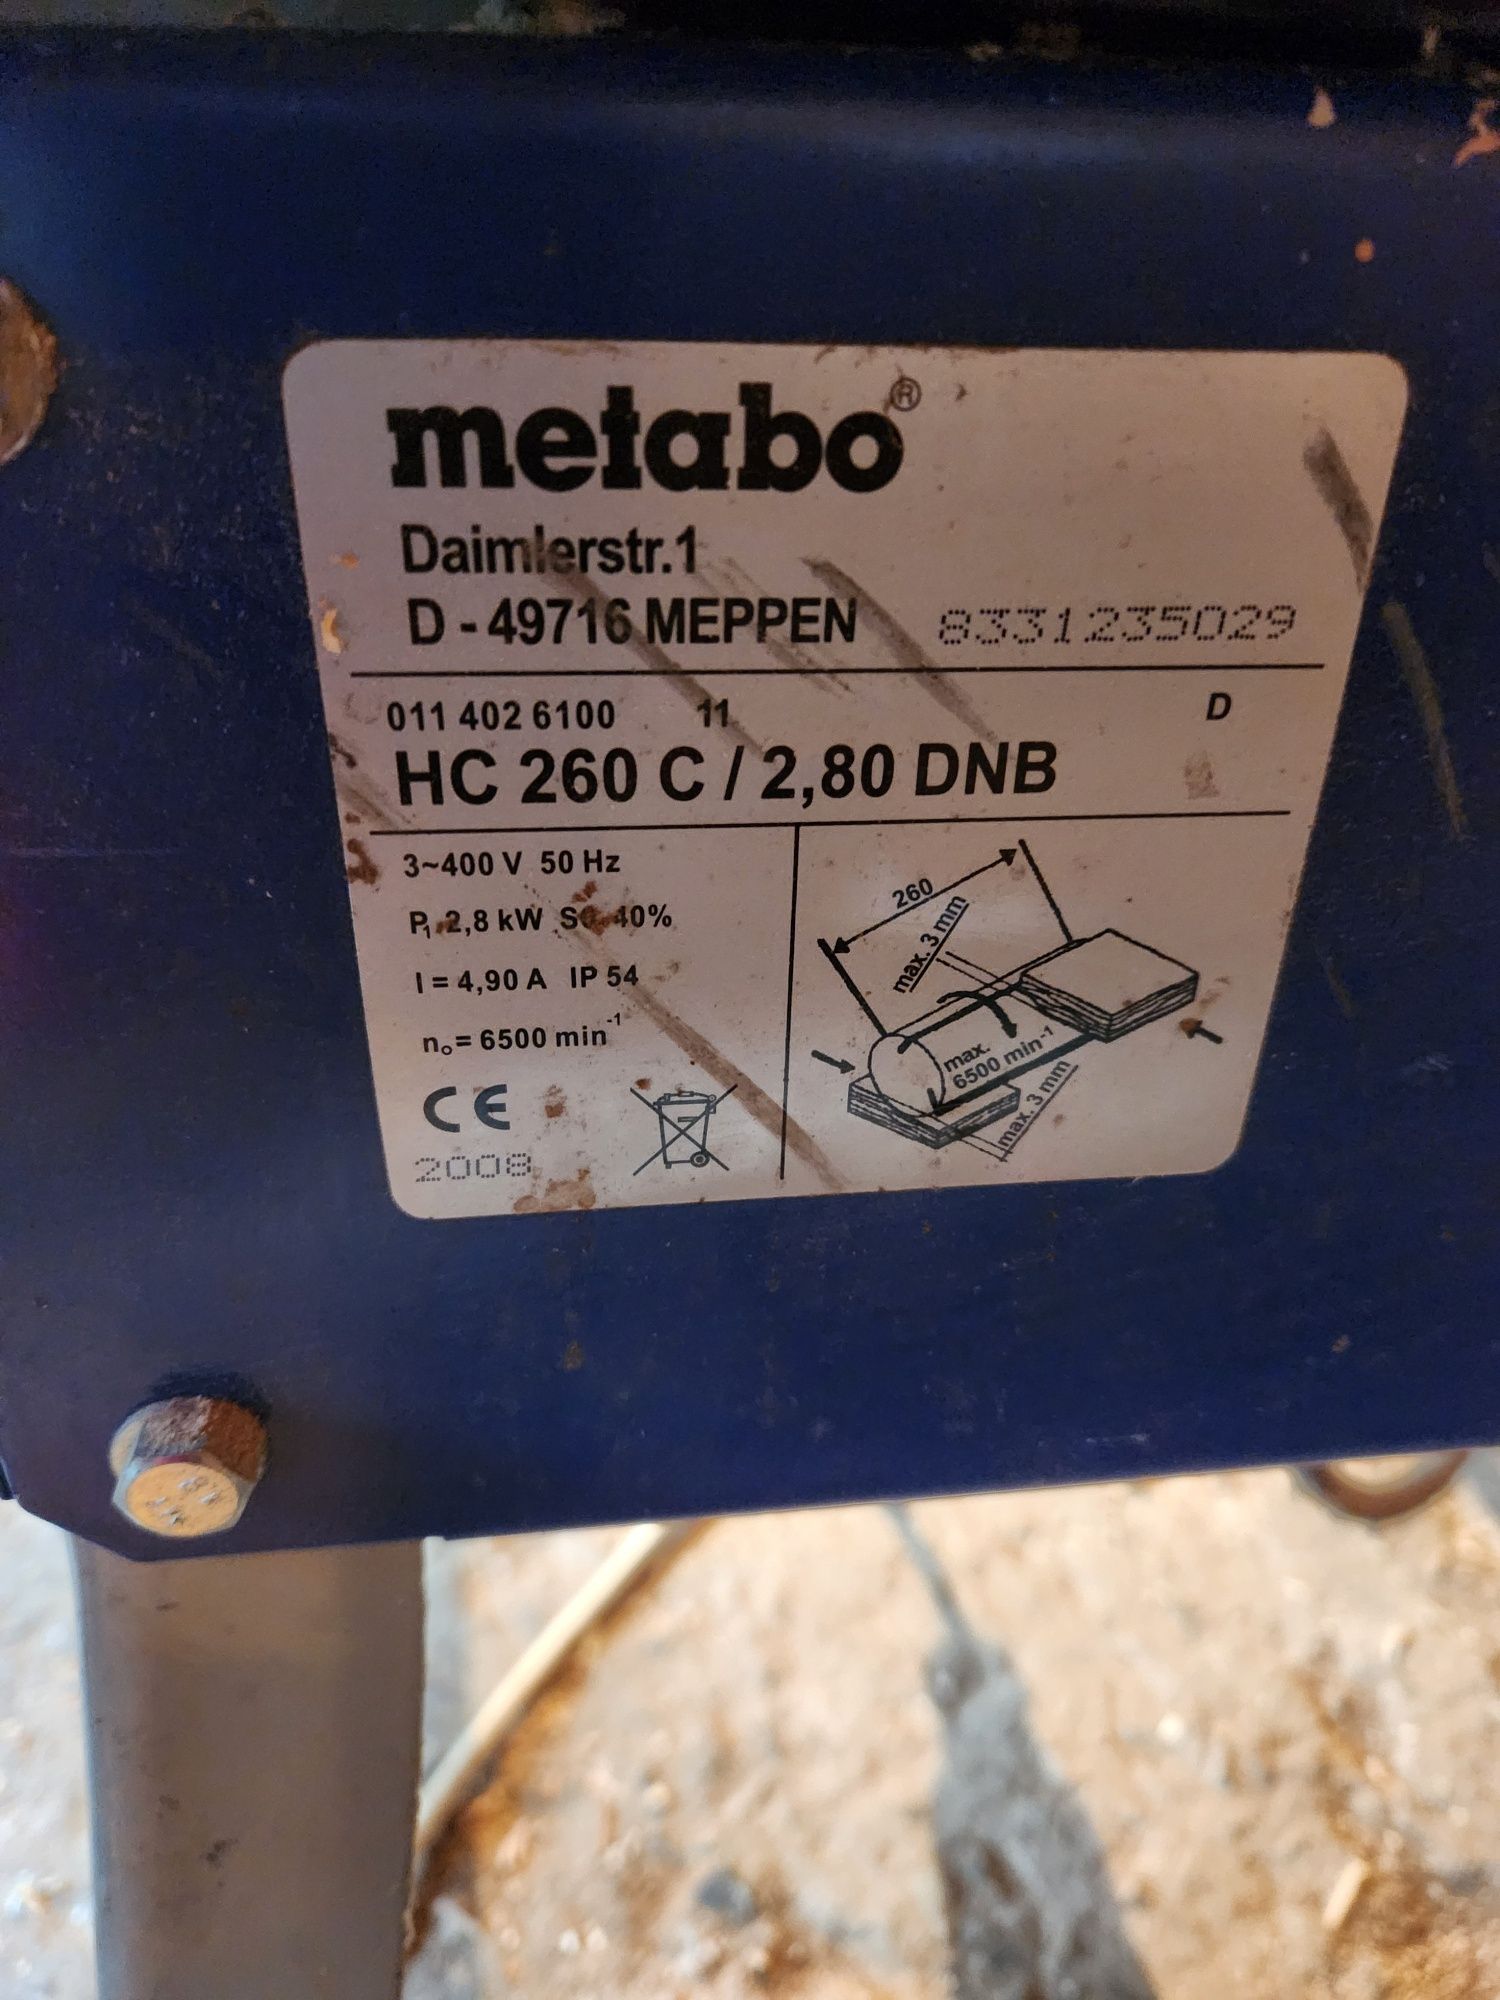 metabo®
Daimlerstr.1
D - 49716 MEPPEN 8331235029
011 402 6100 11 D
HC 260 C / 2,80 DNB
3~400 V 50 Hz
P₁ 2,8 kW 40%
I = 4,90 A IP 54
n₀= 6500 min⁻¹
CE
2008
260
max. 3 mm
max.
6500 min⁻¹
max. 3 mm